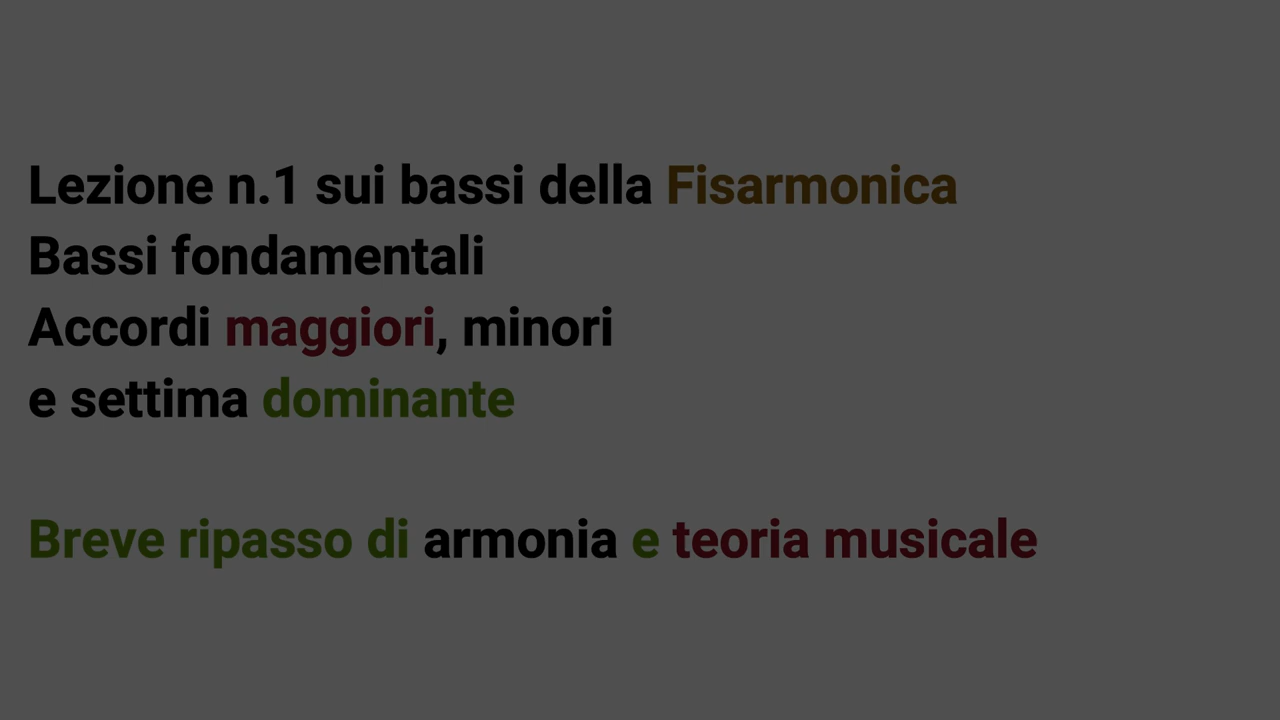 Lezione n.1 sui bassi della Fisarmonica
Bassi fondamentali
Accordi maggiori, minori
e settima dominante
Breve ripasso di armonia e teoria musicale